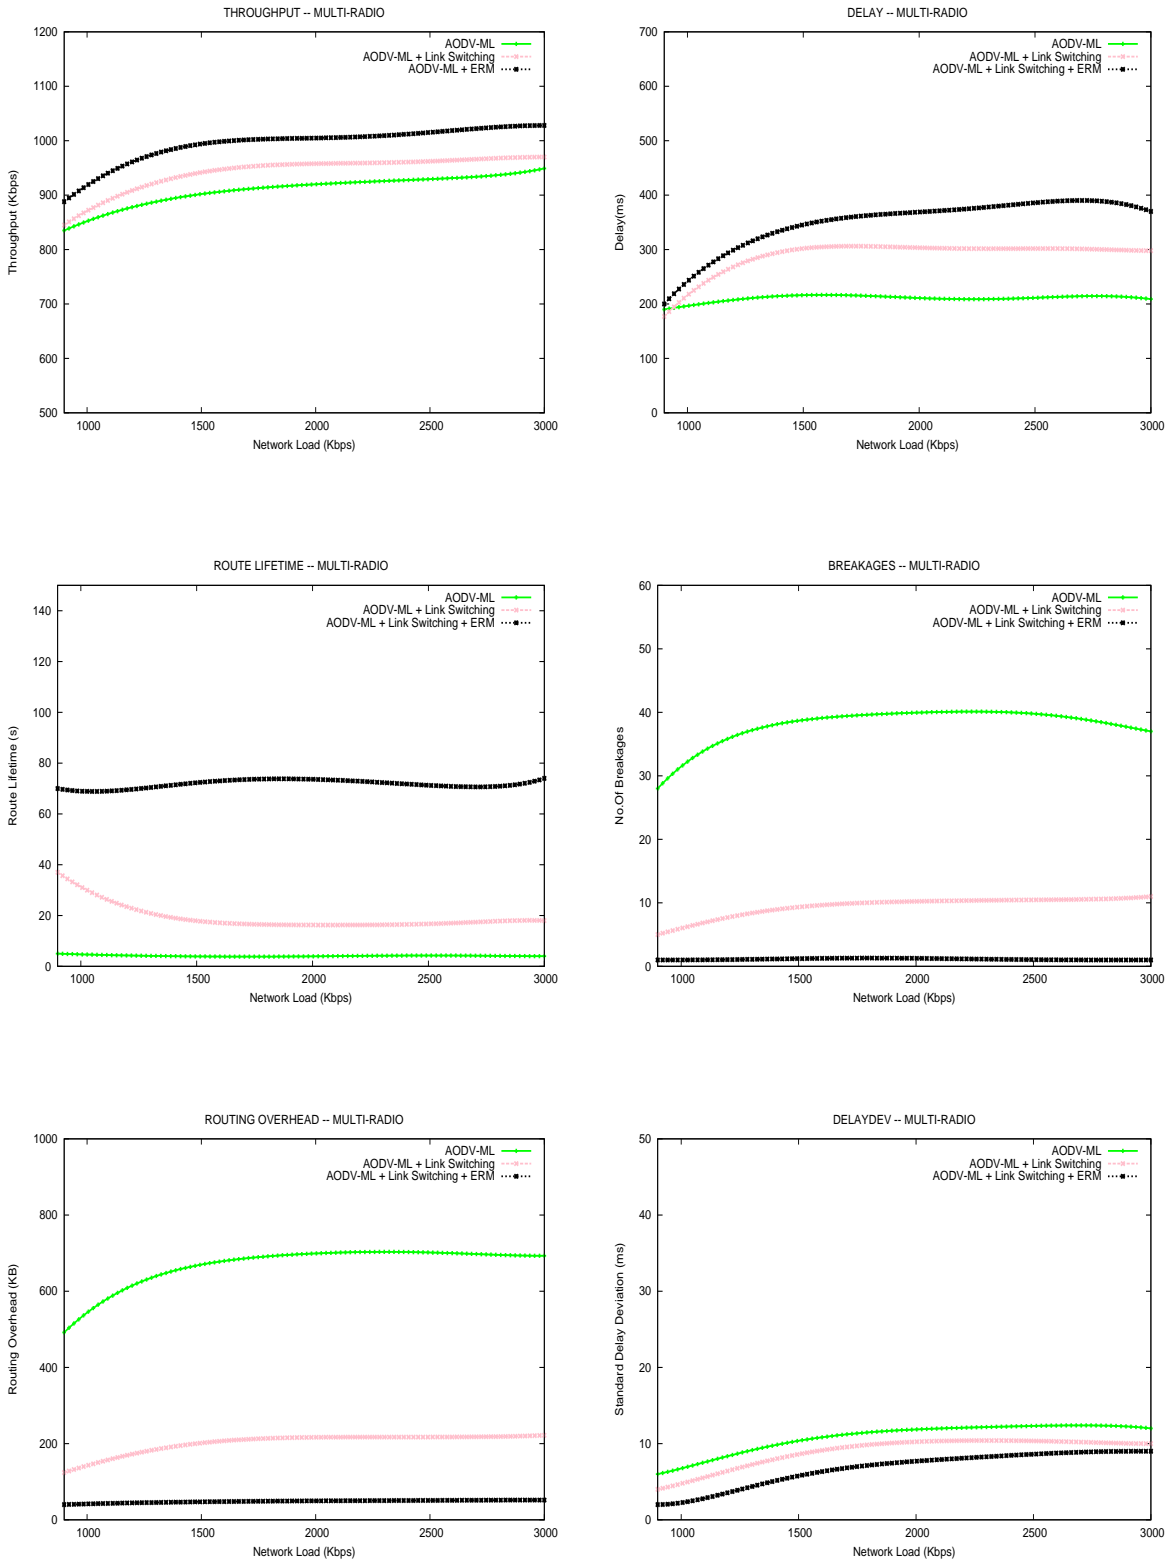 THROUGHPUT -- MULTI-RADIO
1200
1100
1000
900
800
700
600
500
1000
1500
2000
2500
3000
Throughput (Kbps)
Network Load (Kbps)
AODV-ML
AODV-ML + Link Switching
AODV-ML + ERM
DELAY -- MULTI-RADIO
700
600
500
400
300
200
100
0
1000
1500
2000
2500
3000
Delay(ms)
Network Load (Kbps)
AODV-ML
AODV-ML + Link Switching
AODV-ML + Link Switching + ERM
ROUTE LIFETIME -- MULTI-RADIO
140
120
100
80
60
40
20
0
1000
1500
2000
2500
3000
Route Lifetime (s)
Network Load (Kbps)
AODV-ML
AODV-ML + Link Switching
AODV-ML + Link Switching + ERM
BREAKAGES -- MULTI-RADIO
60
50
40
30
20
10
0
1000
1500
2000
2500
3000
No.Of Breakages
Network Load (Kbps)
AODV-ML
AODV-ML + Link Switching
AODV-ML + Link Switching + ERM
ROUTING OVERHEAD -- MULTI-RADIO
1000
800
600
400
200
0
1000
1500
2000
2500
3000
Routing Overhead (KB)
Network Load (Kbps)
AODV-ML
AODV-ML + Link Switching
AODV-ML + Link Switching + ERM
DELAYDEV -- MULTI-RADIO
50
40
30
20
10
0
1000
1500
2000
2500
3000
Standard Delay Deviation (ms)
Network Load (Kbps)
AODV-ML
AODV-ML + Link Switching
AODV-ML + Link Switching + ERM